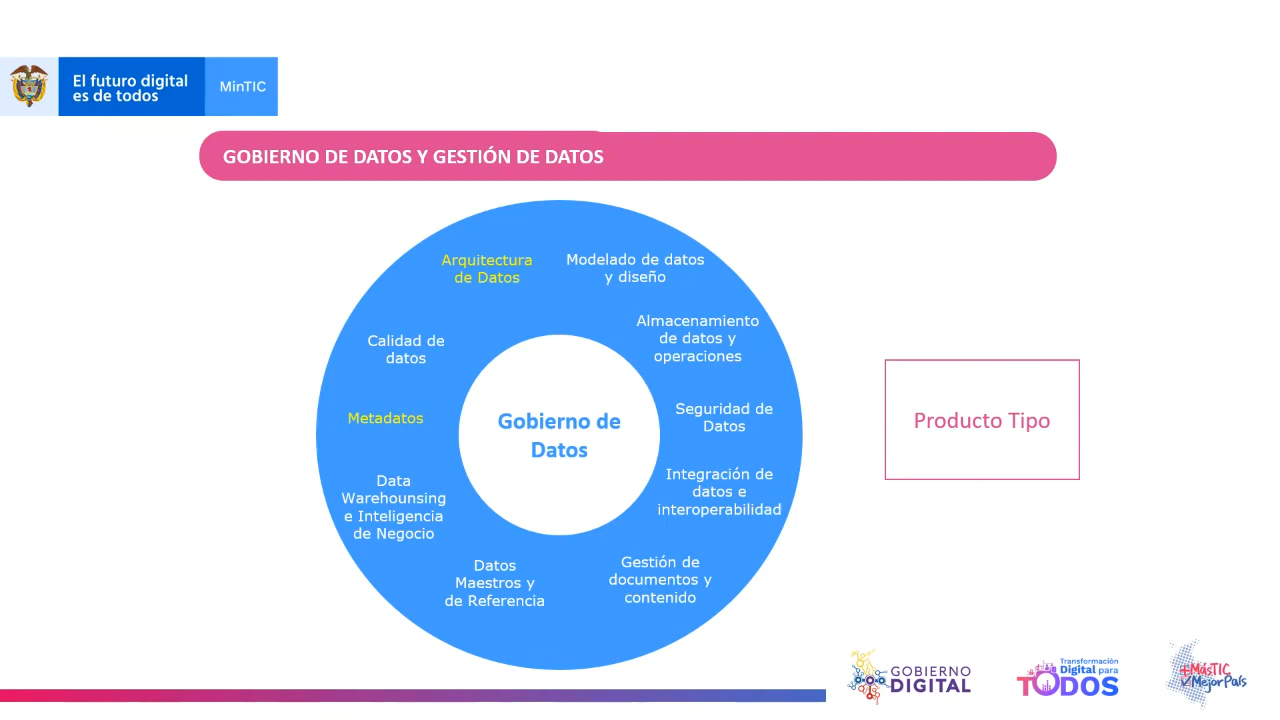 El futuro digital
es de todos
MinTIC
GOBIERNO DE DATOS Y GESTIÓN DE DATOS
Arquitectura
de Datos
Modelado de datos
y diseño
Almacenamiento
de datos y
operaciones
Seguridad de
Datos
Integración de
datos e
interoperabilidad
Gestión de
documentos y
contenido
Datos
Maestros y
de Referencia
Data
Warehounsing
e Inteligencia
de Negocio
Metadatos
Calidad de
datos
Gobierno de
Datos
Producto Tipo
GOBIERNO
DIGITAL
Transformación
Digital para
TODOS
+MásTIC
✓MejorPaís